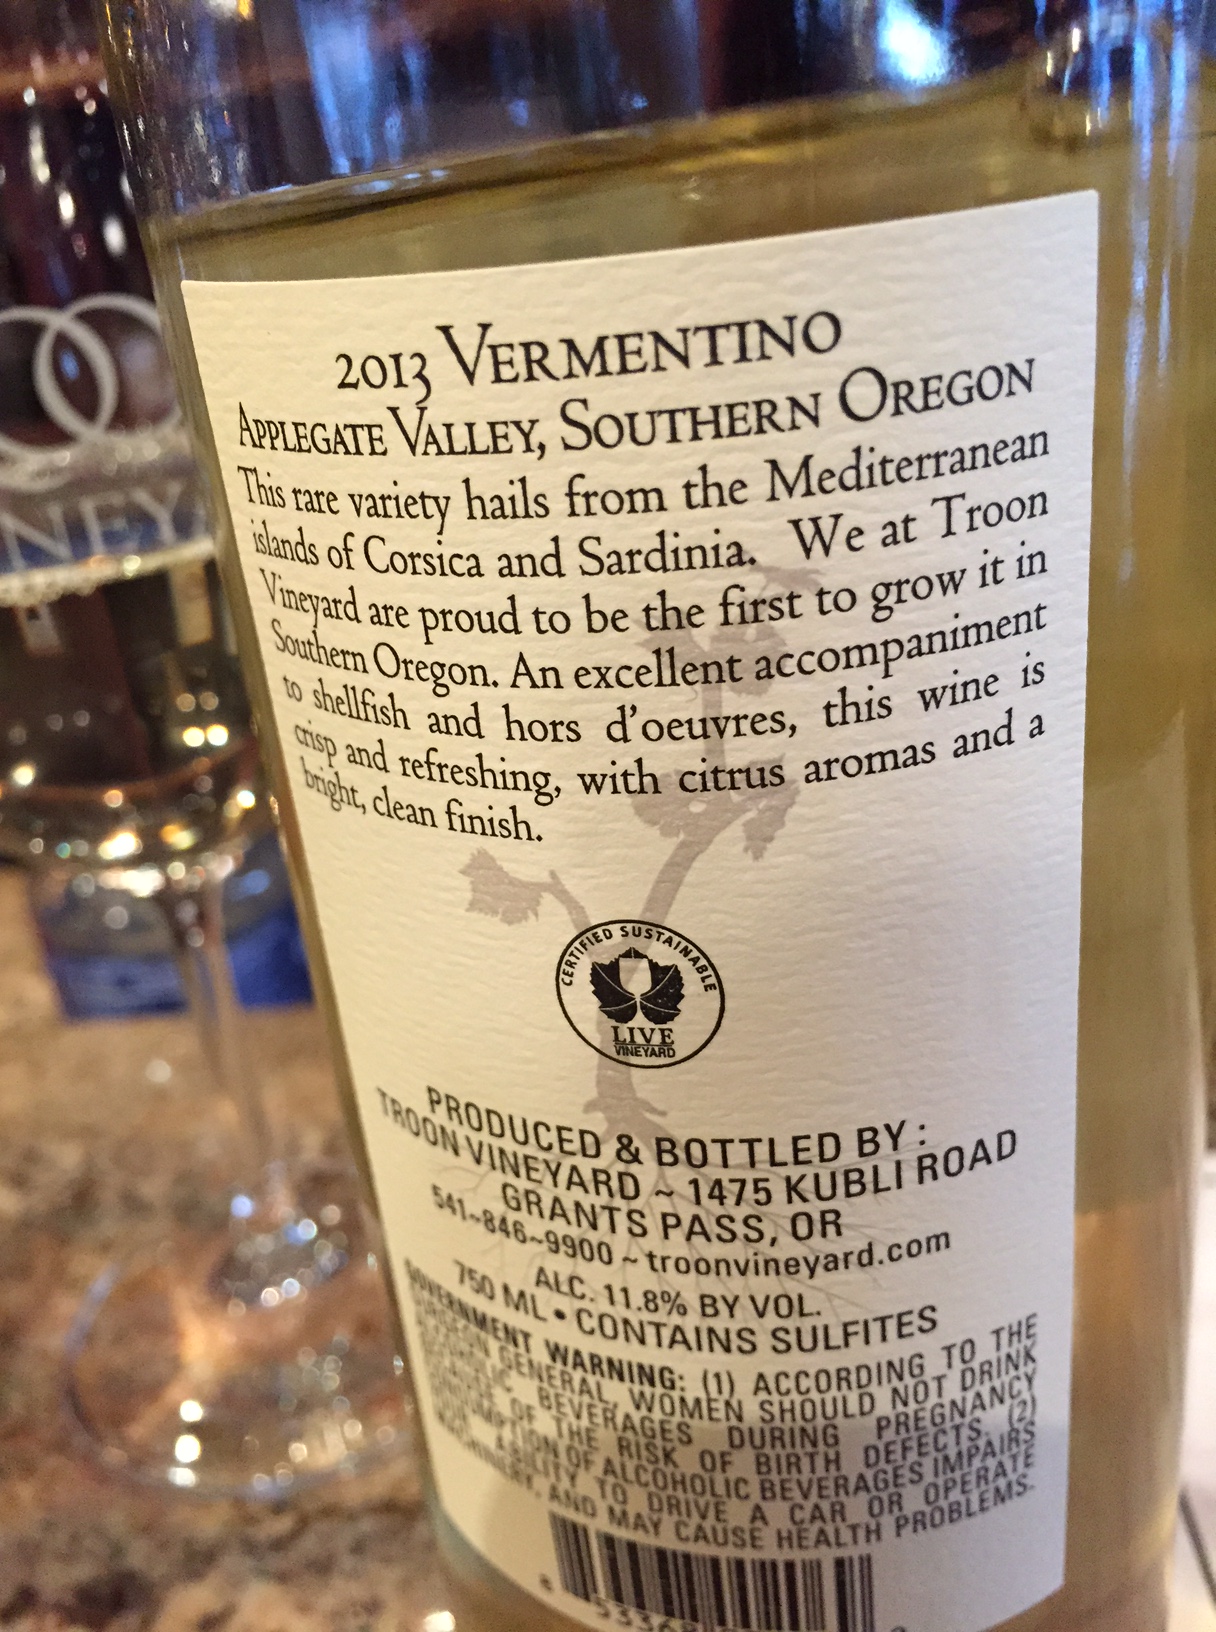 2013 VERMENTINO
APPLEGATE VALLEY, SOUTHERN OREGON
This rare variety hails from the Mediterranean
islands of Corsica and Sardinia. We at Troon
Vineyard are proud to be the first to grow it in
Southern Oregon. An excellent accompaniment
to shellfish and hors d'oeuvres, this wine is
crisp and refreshing, with citrus aromas and a
bright, clean finish.
CERTIFIED SUSTAINABLE
LIVE
VINEYARD
PRODUCED & BOTTLED BY:
TROON VINEYARD ~ 1475 KUBLI ROAD
GRANTS PASS, OR
541~846~9900 ~ troonvineyard.com
ALC. 11.8% BY VOL.
750 ML • CONTAINS SULFITES
GOVERNMENT WARNING: (1) ACCORDING TO THE
SURGEON GENERAL, WOMEN SHOULD NOT DRINK
ALCOHOLIC BEVERAGES DURING PREGNANCY
BECAUSE OF THE RISK OF BIRTH DEFECTS. (2)
CONSUMPTION OF ALCOHOLIC BEVERAGES IMPAIRS
YOUR ABILITY TO DRIVE A CAR OR OPERATE
MACHINERY, AND MAY CAUSE HEALTH PROBLEMS.